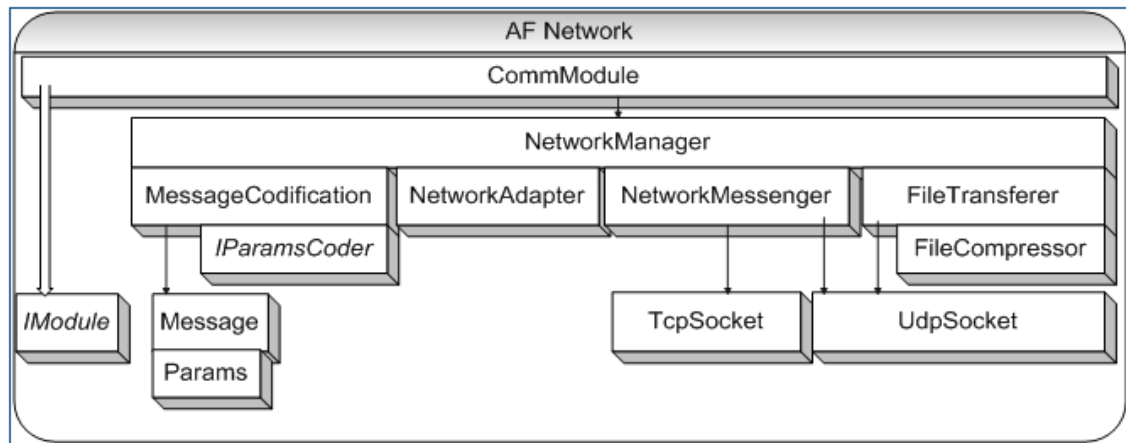 AF Network
CommModule
NetworkManager
MessageCodification
NetworkAdapter
NetworkMessenger
FileTransferer
IParamsCoder
FileCompressor
IModule
Message
TcpSocket
UdpSocket
Params